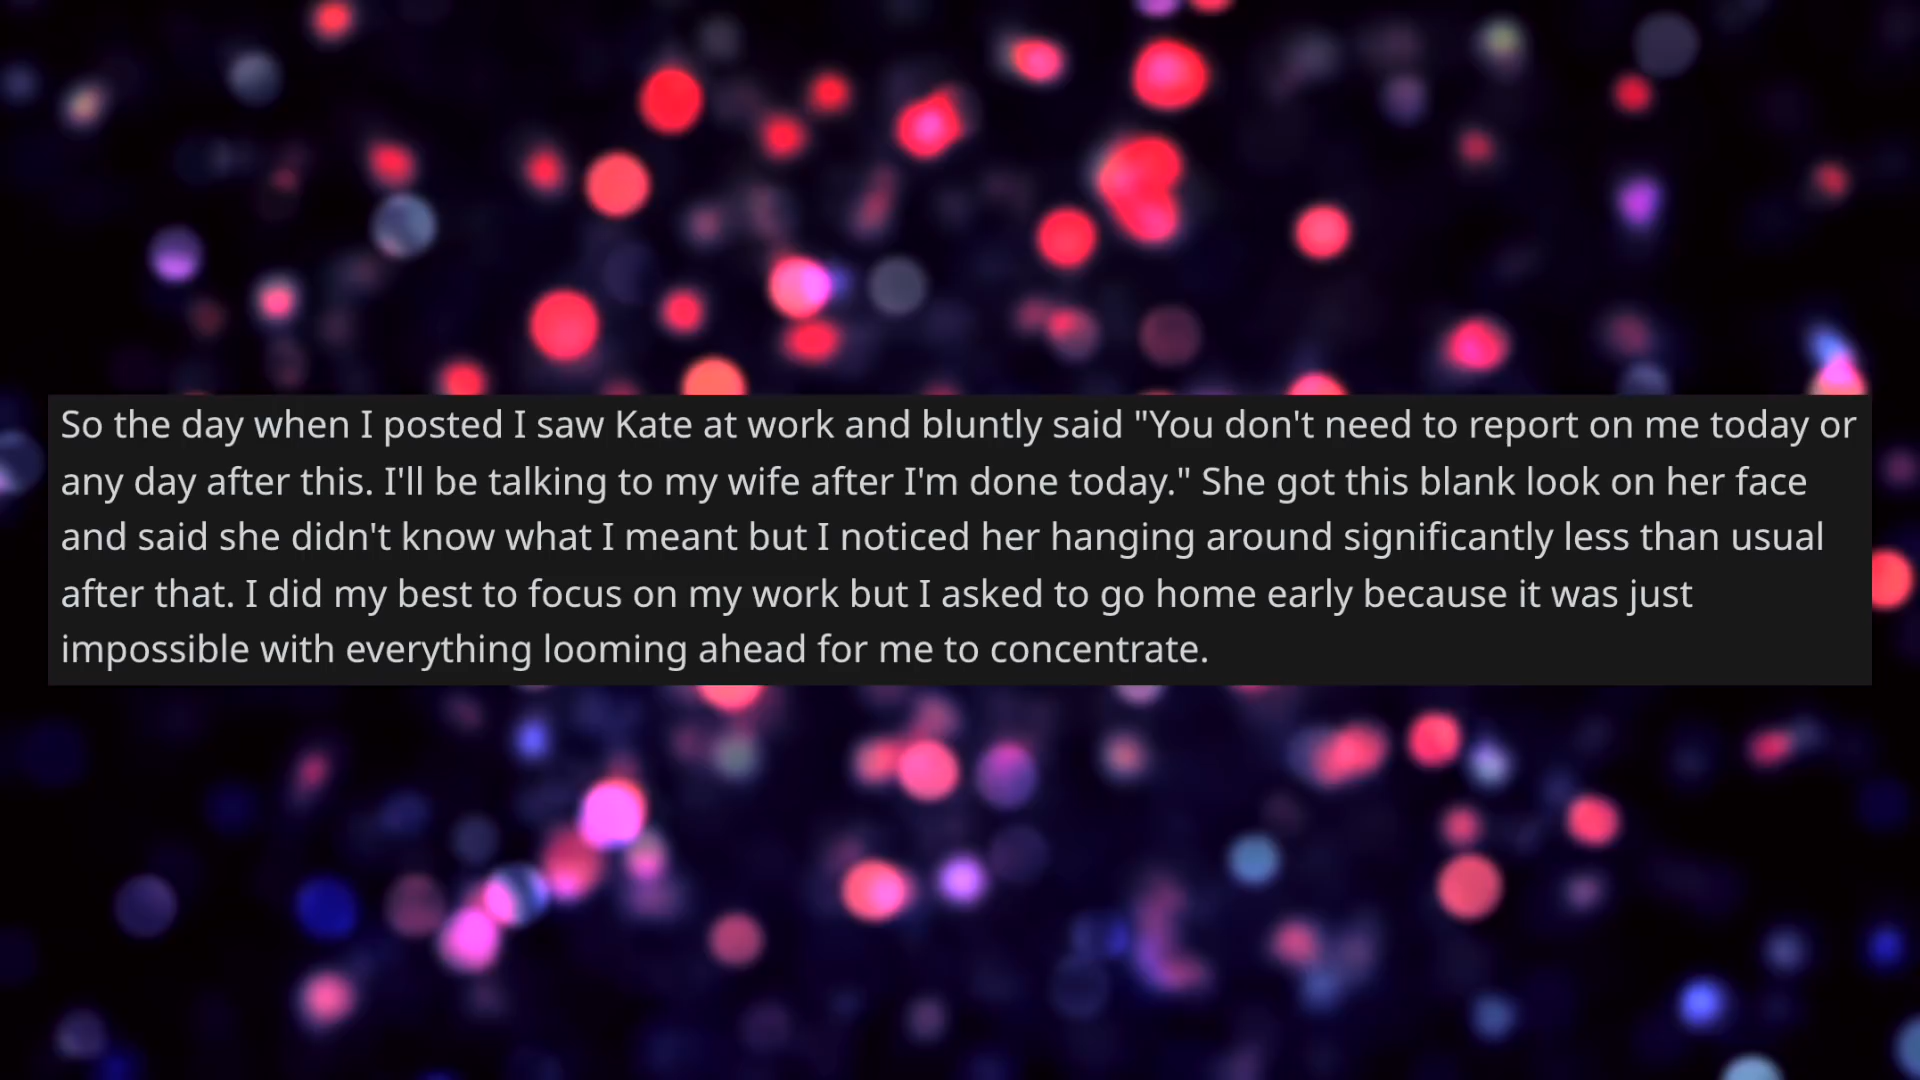 So the day when I posted I saw Kate at work and bluntly said "You don't need to report on me today or
any day after this. I'll be talking to my wife after I'm done today." She got this blank look on her face
and said she didn't know what I meant but I noticed her hanging around significantly less than usual
after that. I did my best to focus on my work but I asked to go home early because it was just
impossible with everything looming ahead for me to concentrate.